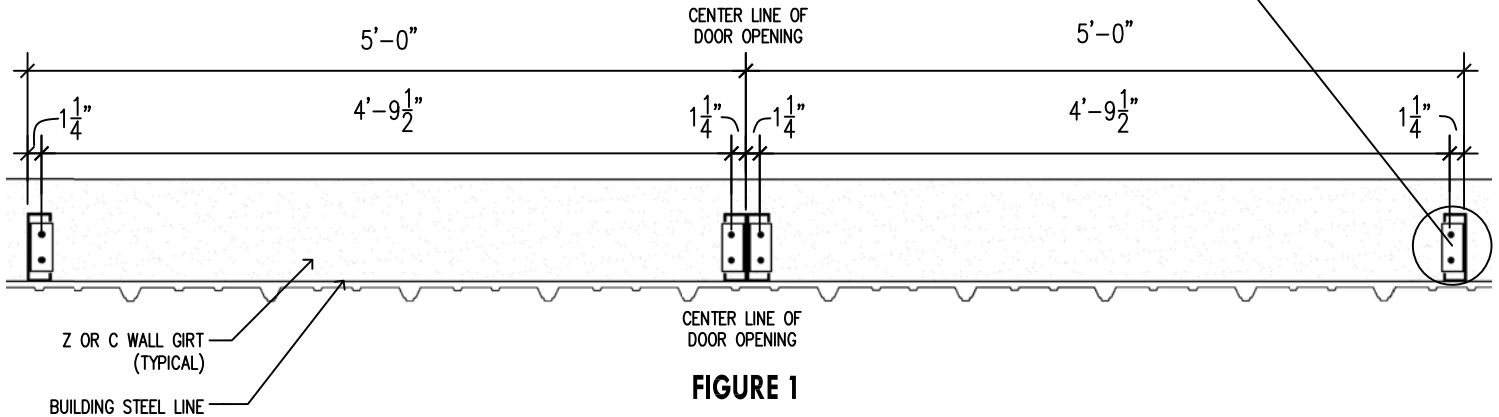 CENTER LINE OF
DOOR OPENING
5'-0"
5'-0"
1 1/4"
4'-9 1/2"
1 1/4"
1 1/4"
4'-9 1/2"
1 1/4"
Z OR C WALL GIRT
(TYPICAL)
BUILDING STEEL LINE
CENTER LINE OF
DOOR OPENING
FIGURE 1